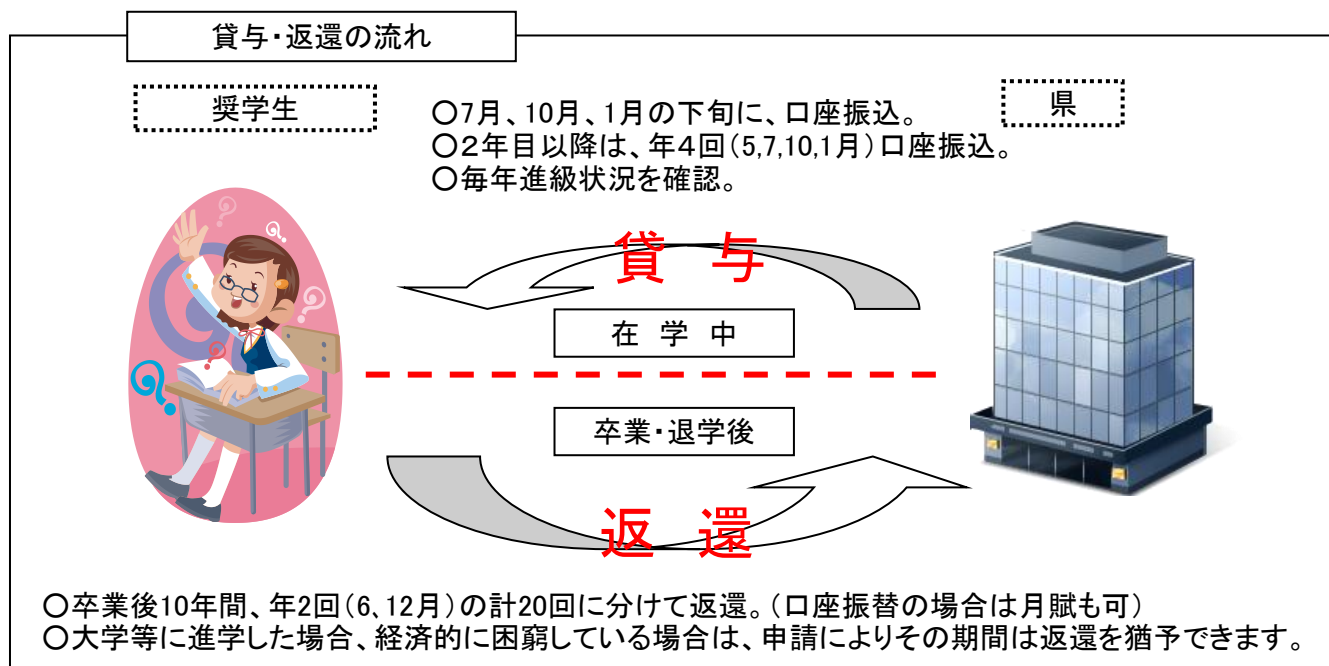 貸与・返還の流れ
奨学生
県
○7月、10月、1月の下旬に、口座振込。
○２年目以降は、年４回（5,7,10,1月）口座振込。
○毎年進級状況を確認。
貸 与
在 学 中
卒業・退学後
返 還
○卒業後10年間、年2回（6、12月）の計20回に分けて返還。（口座振替の場合は月賦も可）
○大学等に進学した場合、経済的に困窮している場合は、申請によりその期間は返還を猶予できます。